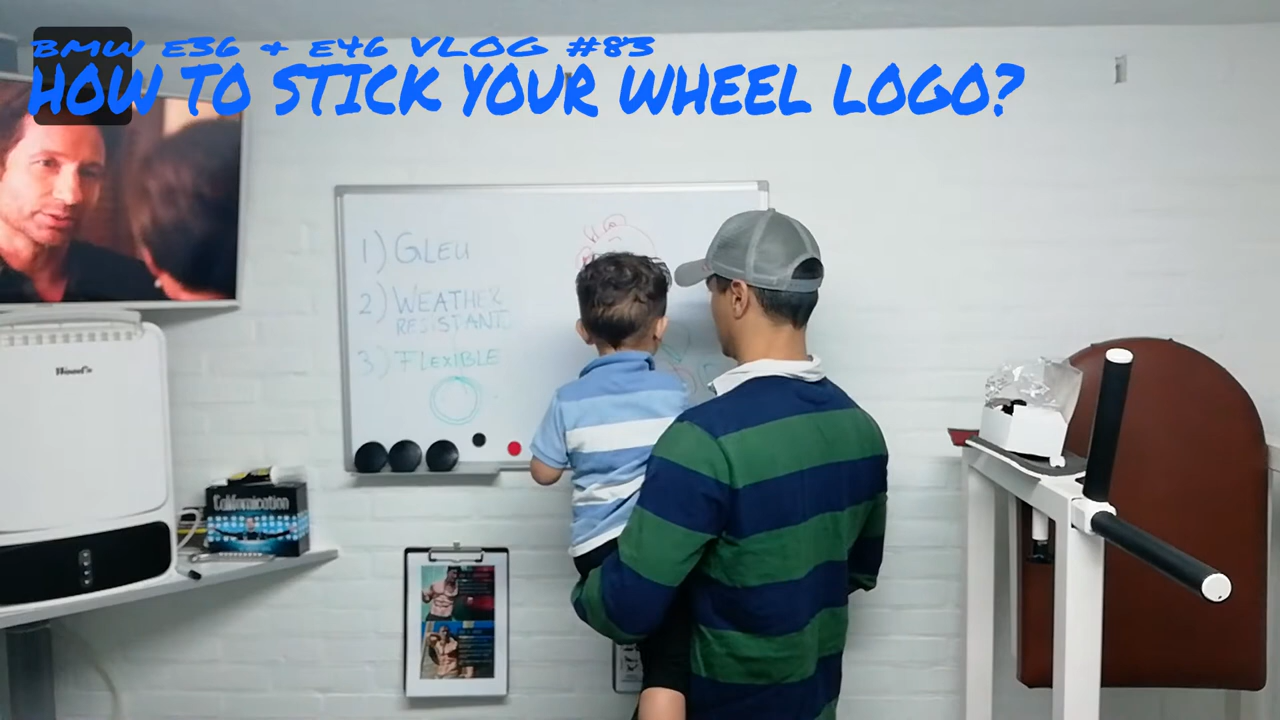 BMW E36 + E46 VLOG #83
HOW TO STICK YOUR WHEEL LOGO?
1) GLEU
2) WEATHER
RESISTANT
3) FLEXIBLE
Wood's
Californication